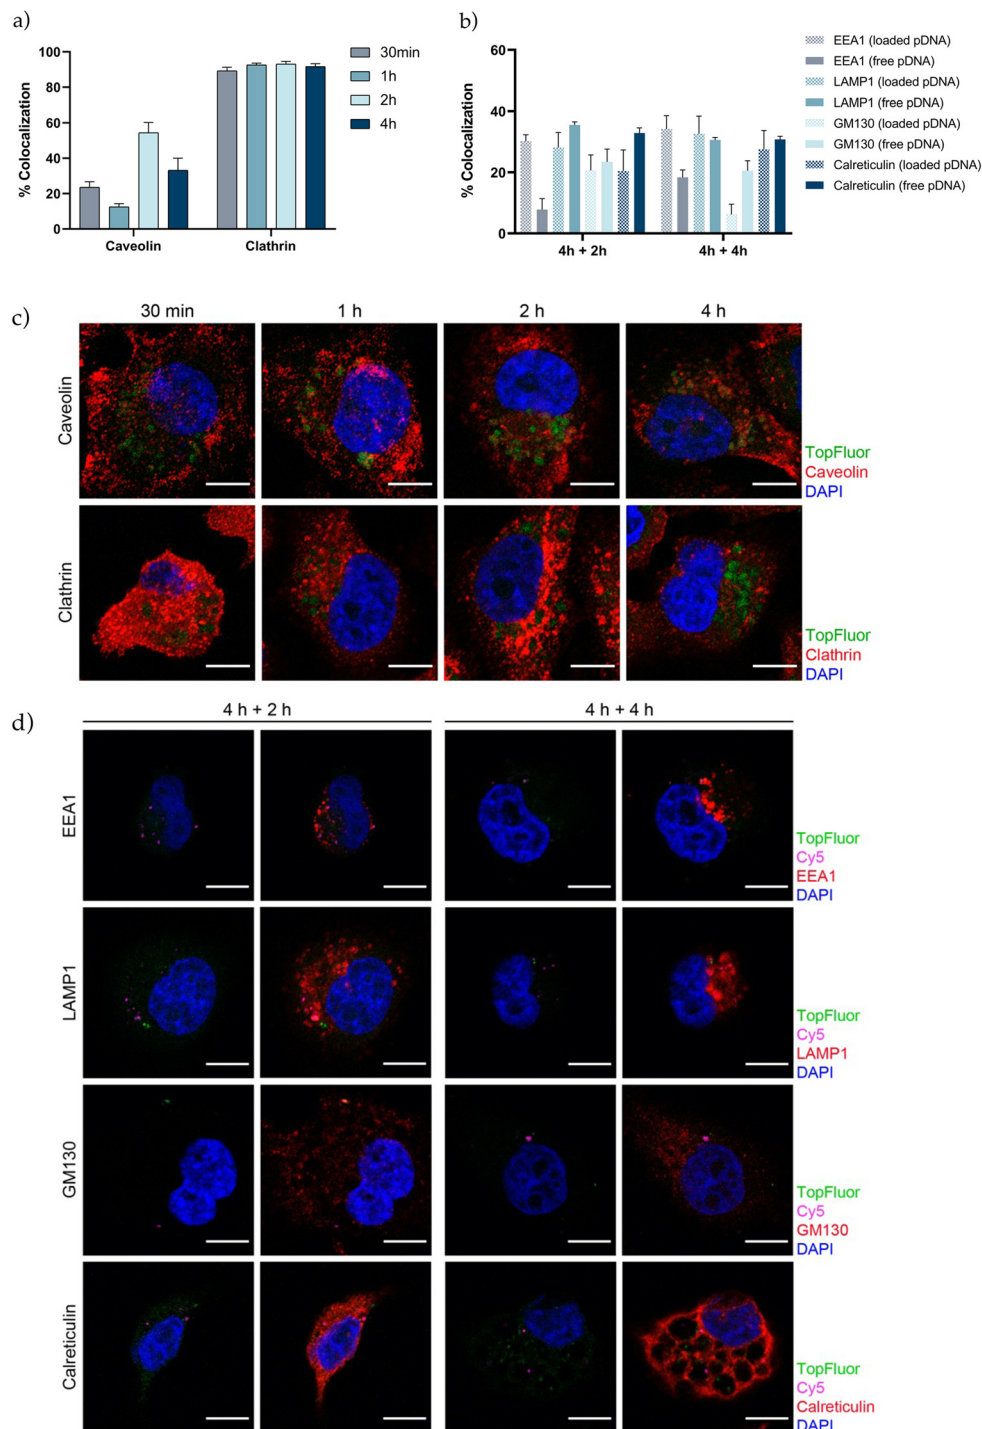 a)
100
80
60
40
20
0
% Colocalization
Caveolin
Clathrin
30min
1h
2h
4h
b)
60
40
20
0
% Colocalization
4h + 2h
4h + 4h
EEA1 (loaded pDNA)
EEA1 (free pDNA)
LAMP1 (loaded pDNA)
LAMP1 (free pDNA)
GM130 (loaded pDNA)
GM130 (free pDNA)
Calreticulin (loaded pDNA)
Calreticulin (free pDNA)
c)
30 min
1 h
2 h
4 h
Caveolin
TopFluor
Caveolin
DAPI
Clathrin
TopFluor
Clathrin
DAPI
d)
4 h + 2 h
4 h + 4 h
EEA1
TopFluor
Cy5
EEA1
DAPI
LAMP1
TopFluor
Cy5
LAMP1
DAPI
GM130
TopFluor
Cy5
GM130
DAPI
Calreticulin
TopFluor
Cy5
Calreticulin
DAPI